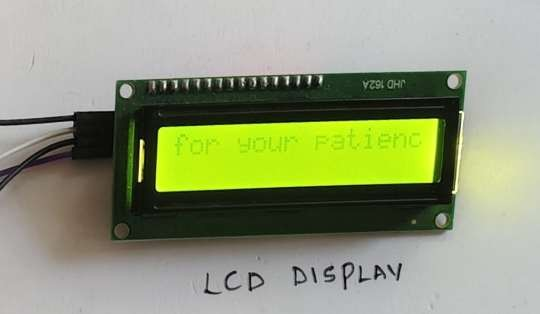 JHD 162A
for your patienc
LCD DISPLAY